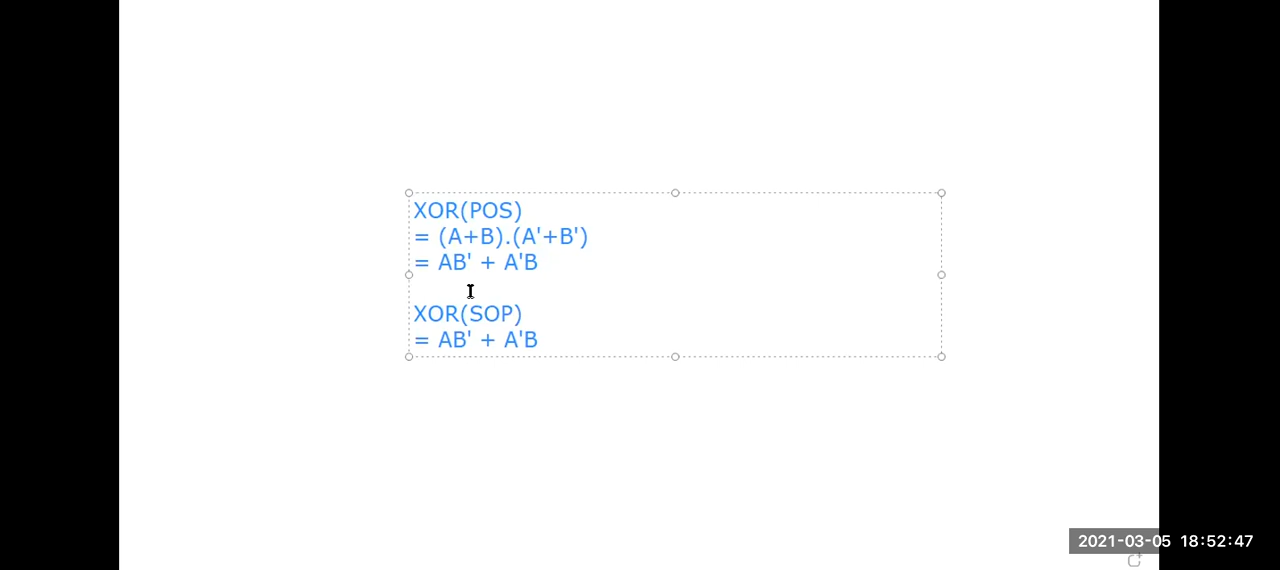 XOR(POS)
= (A+B).(A'+B')
= AB' + A'B
XOR(SOP)
= AB' + A'B
2021-03-05 18:52:47